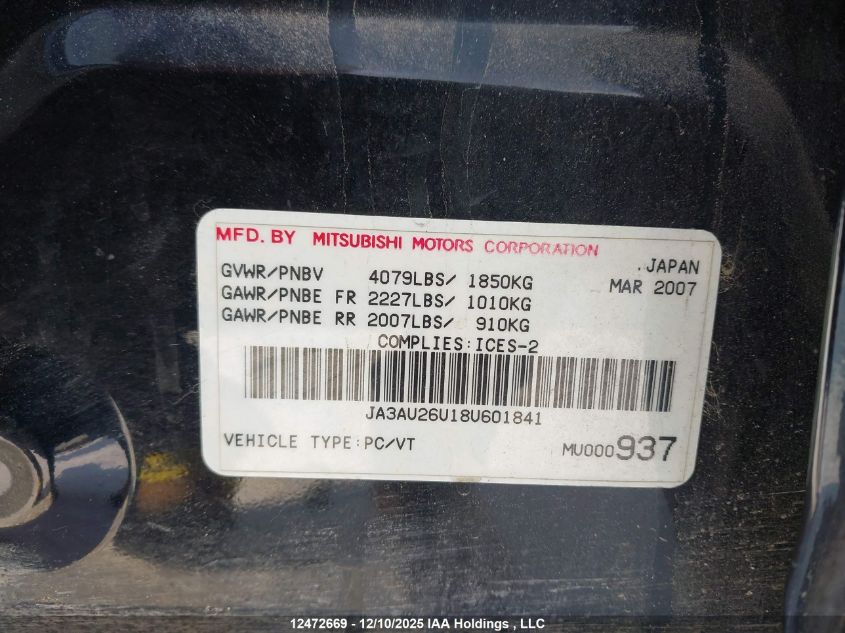 MFD. BY MITSUBISHI MOTORS CORPORATION
JAPAN
GVWR/PNBV 4079LBS/ 1850KG MAR 2007
GAWR/PNBE FR 2227LBS/ 1010KG
GAWR/PNBE RR 2007LBS/ 910KG
COMPLIES:ICES-2
JA3AU26U18U601841
VEHICLE TYPE:PC/VT MU000937
12472669 - 12/10/2025 IAA Holdings , LLC